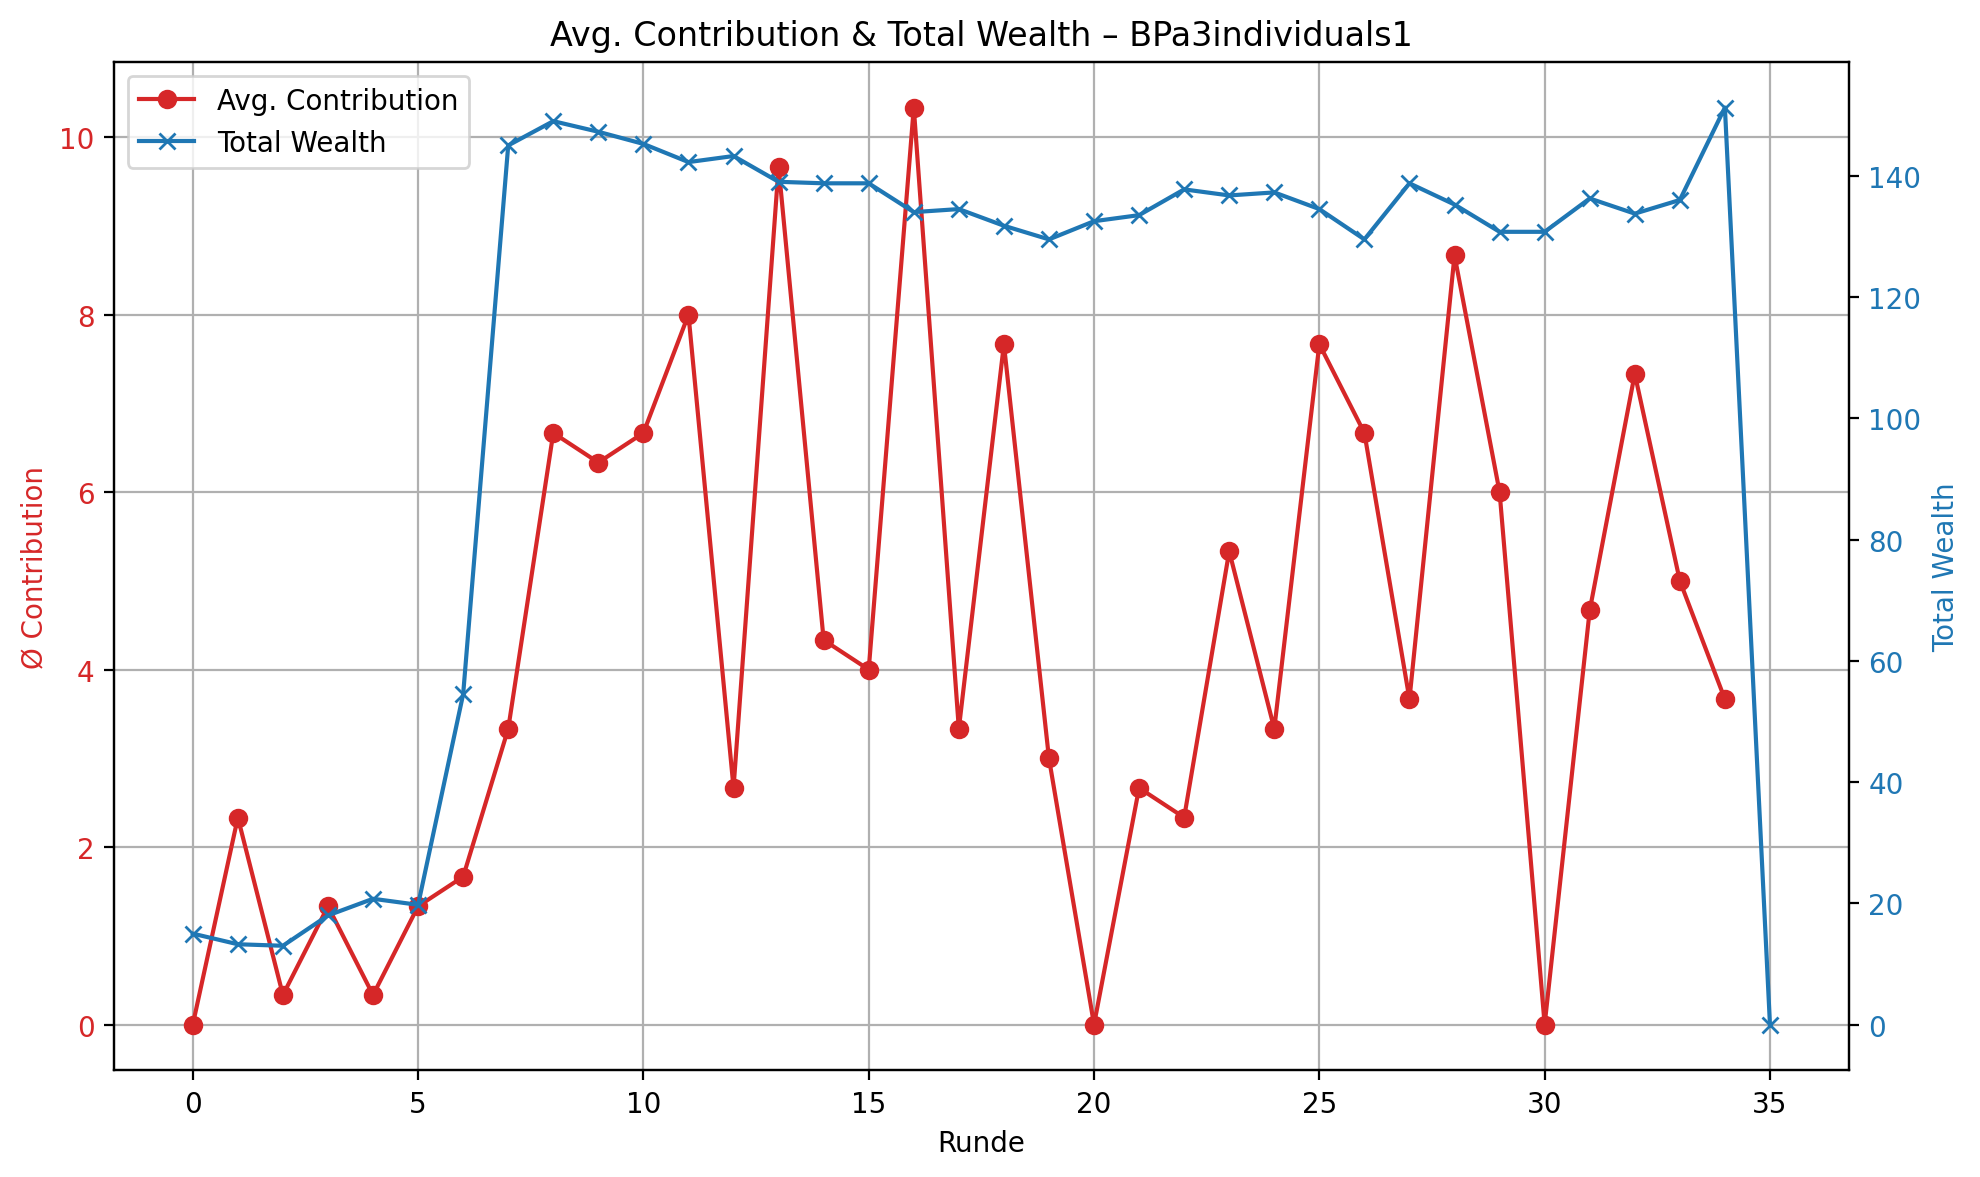 Avg. Contribution & Total Wealth – BPa3individuals1
Avg. Contribution
Total Wealth
10
8
6
4
2
0
Ø Contribution
140
120
100
80
60
40
20
0
Total Wealth
0 5 10 15 20 25 30 35
Runde